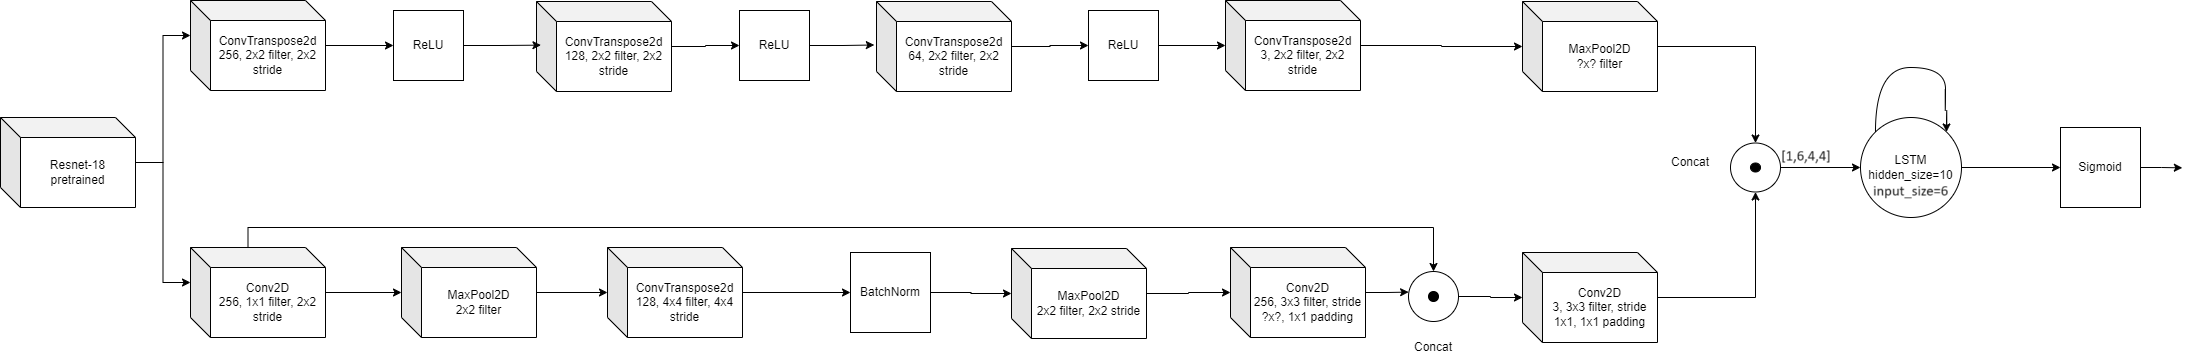 ConvTranspose2d
256, 2x2 filter, 2x2
stride
ReLU
ConvTranspose2d
128, 2x2 filter, 2x2
stride
ReLU
ConvTranspose2d
64, 2x2 filter, 2x2
stride
ReLU
ConvTranspose2d
3, 2x2 filter, 2x2
stride
MaxPool2D
?x? filter
Resnet-18
pretrained
Concat
[1,6,4,4]
LSTM
hidden_size=10
input_size=6
Sigmoid
Conv2D
256, 1x1 filter, 2x2
stride
MaxPool2D
2x2 filter
ConvTranspose2d
128, 4x4 filter, 4x4
stride
BatchNorm
MaxPool2D
2x2 filter, 2x2 stride
Conv2D
256, 3x3 filter, stride
?x?, 1x1 padding
Concat
Conv2D
3, 3x3 filter, stride
1x1, 1x1 padding